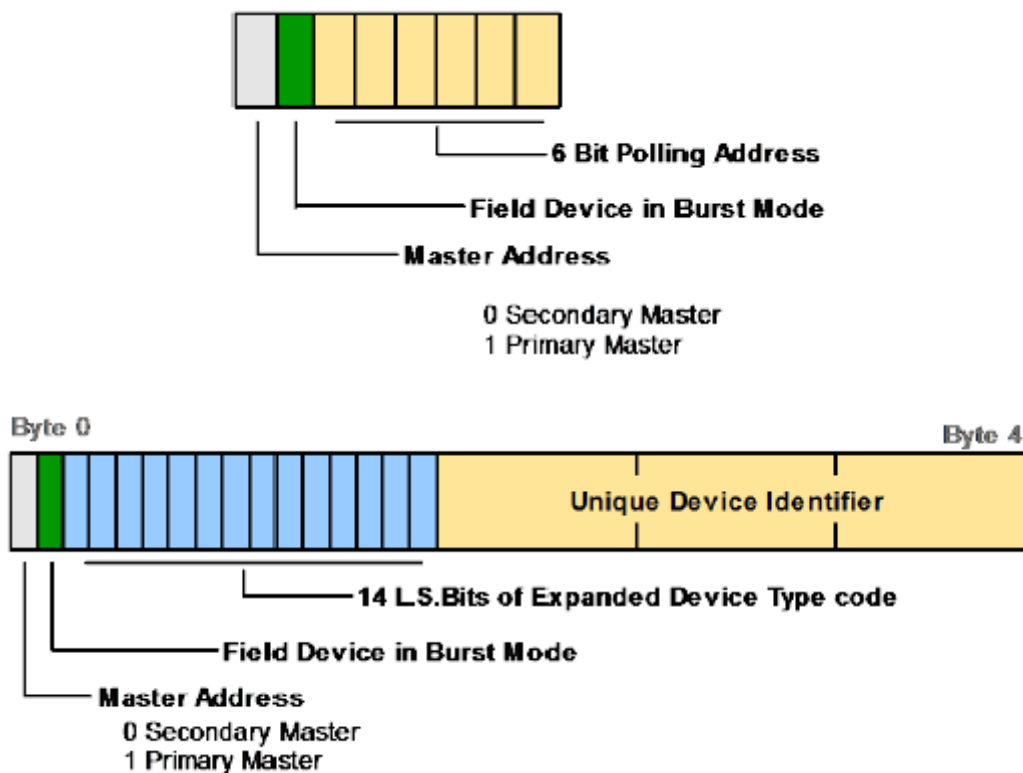 6 Bit Polling Address
Field Device in Burst Mode
Master Address
0 Secondary Master
1 Primary Master
Byte 0
Byte 4
Unique Device Identifier
14 L.S.Bits of Expanded Device Type code
Field Device in Burst Mode
Master Address
0 Secondary Master
1 Primary Master